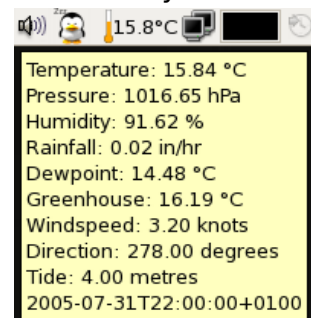 15.8°C
Temperature: 15.84 °C
Pressure: 1016.65 hPa
Humidity: 91.62 %
Rainfall: 0.02 in/hr
Dewpoint: 14.48 °C
Greenhouse: 16.19 °C
Windspeed: 3.20 knots
Direction: 278.00 degrees
Tide: 4.00 metres
2005-07-31T22:00:00+0100